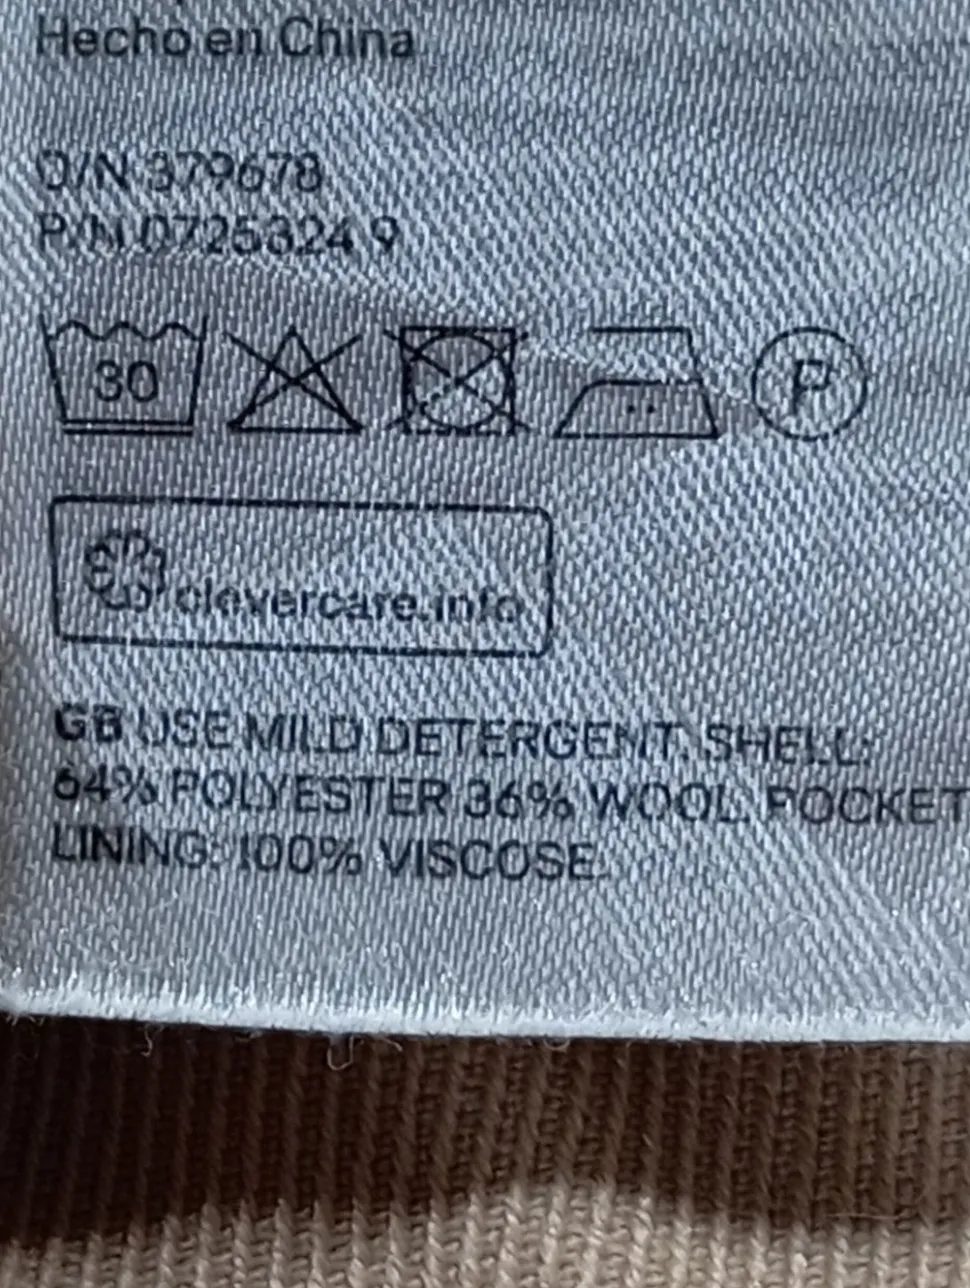 Hecho en China
O/N 379678
P/N 0725324 9
30
P
clevercare.info
GB USE MILD DETERGENT. SHELL:
64% POLYESTER 36% WOOL. POCKET
LINING: 100% VISCOSE.